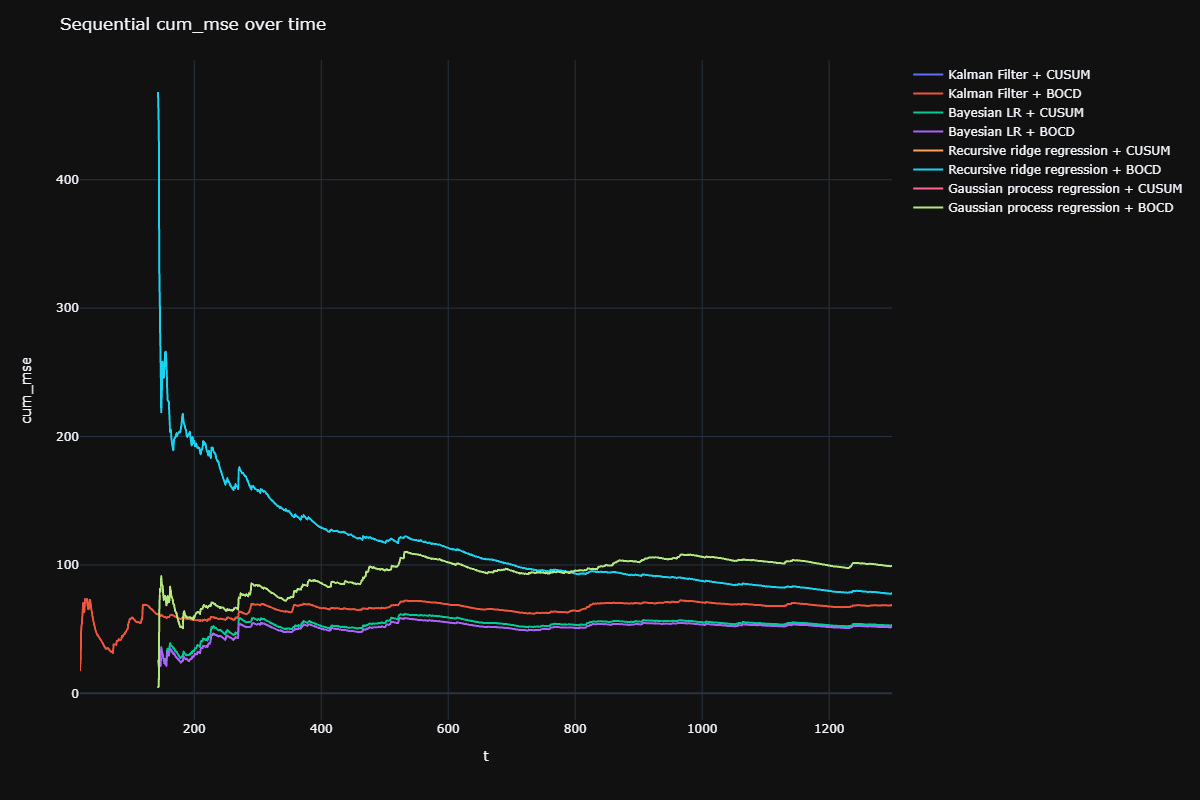 Sequential cum_mse over time
Kalman Filter + CUSUM
Kalman Filter + BOCD
Bayesian LR + CUSUM
Bayesian LR + BOCD
Recursive ridge regression + CUSUM
Recursive ridge regression + BOCD
Gaussian process regression + CUSUM
Gaussian process regression + BOCD
cum_mse
400
300
200
100
0
200 400 600 800 1000 1200
t